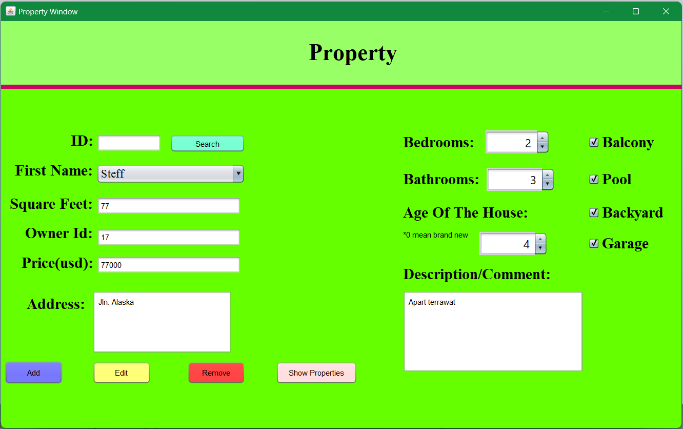 Property Window
Property
ID:
Search
First Name:
Steff
Square Feet:
77
Owner Id:
17
Price(usd):
77000
Address:
Jln. Alaska
Add
Edit
Remove
Show Properties
Bedrooms:
2
Bathrooms:
3
Age Of The House:
*0 mean brand new
4
Balcony
Pool
Backyard
Garage
Description/Comment:
Apart terrawat